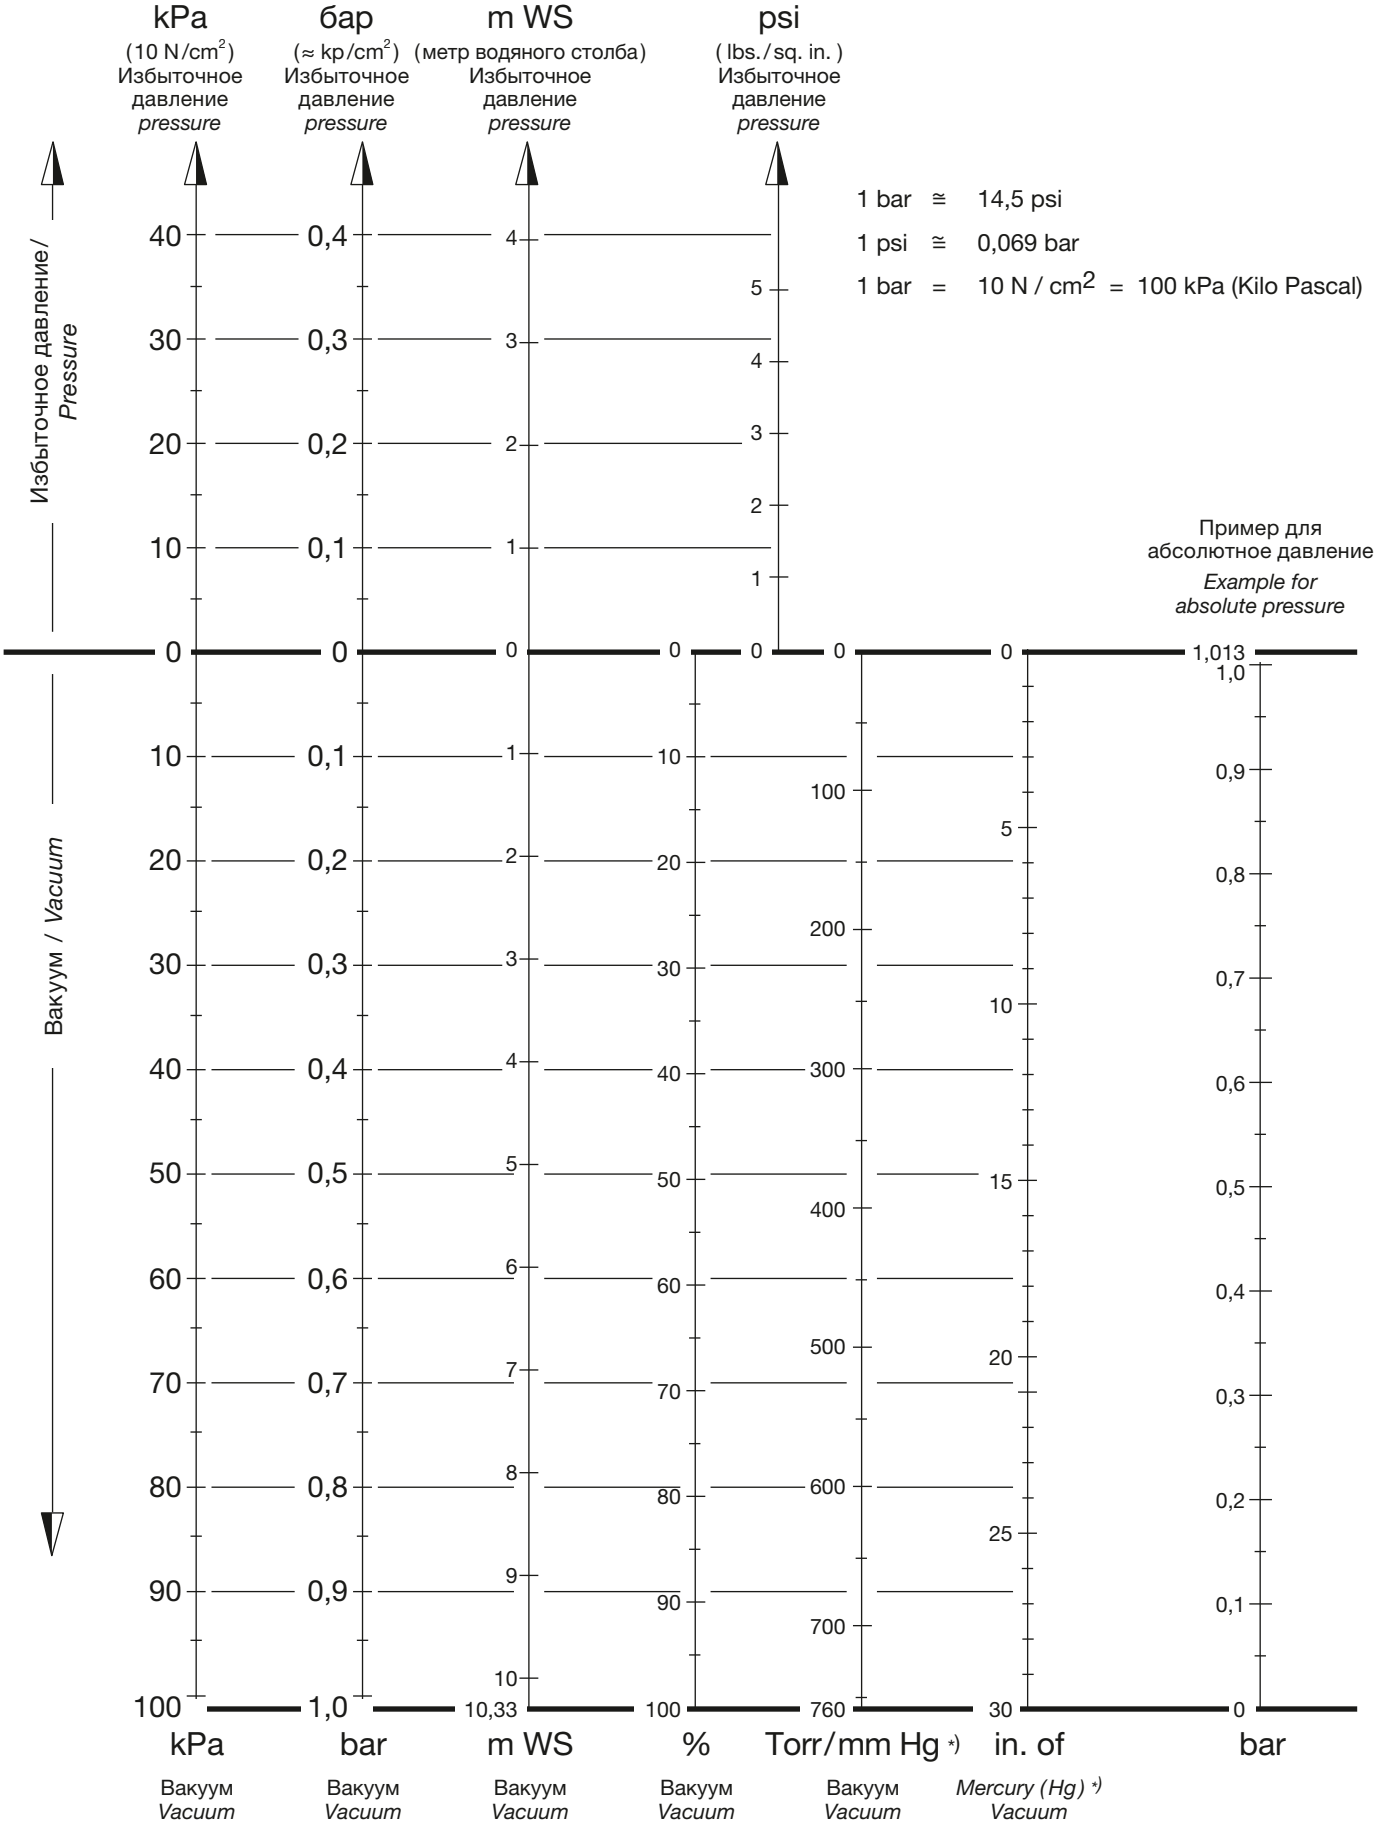 kPa бар m WS psi
(10 N/cm²) (≈ kp/cm²) (метр водяного столба) (lbs./sq. in.)
Избыточное Избыточное Избыточное Избыточное
давление давление давление давление
pressure pressure pressure pressure
1 bar ≅ 14,5 psi
40 0,4 4
1 psi ≅ 0,069 bar
1 bar = 10 N / cm2 = 100 kPa (Kilo Pascal)
5
30 0,3 3
4
Избыточное давление/
Pressure
20 0,2 2 3
2
Пример для
10 0,1 1
абсолютное давление
1
Example for
absolute pressure
0 0 0 0 0 0 0 1,013
1,0
10 0,1 1 10
0,9
100
5
20 0,2 2 20
0,8
Вакуум / Vacuum
200
30 0,3 3 30
0,7
10
40 0,4 4 40 300
0,6
50 0,5 5 50 15 0,5
400
60 0,6 6 60
0,4
500 20
70 0,7 7 70 0,3
80 0,8 8 80 600
0,2
25
90 0,9 9 90
0,1
700
10
100 1,0 10,33 100 760 30 0
kPa bar m WS % Torr/mm Hg *) in. of bar
Вакуум Вакуум Вакуум Вакуум Вакуум Mercury (Hg) *)
Vacuum Vacuum Vacuum Vacuum Vacuum Vacuum